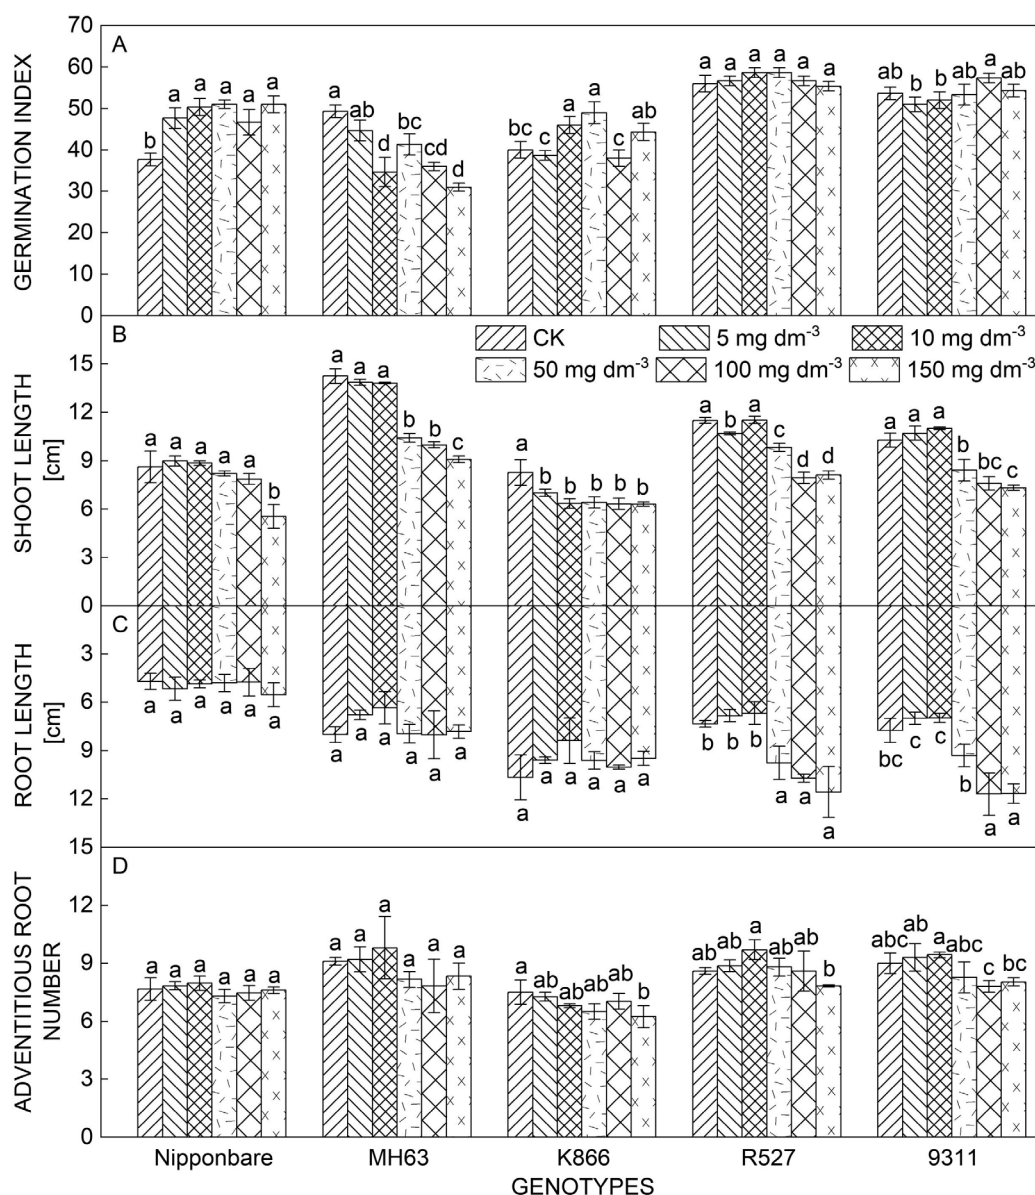 A
GERMINATION INDEX
70
60
50
40
30
20
10
0
b a a a a a
a ab d bc cd d
bc c a a c ab
a a a a a a
ab b b ab a ab
B
SHOOT LENGTH
[cm]
15
12
9
6
3
0
CK
5 mg dm-3
10 mg dm-3
50 mg dm-3
100 mg dm-3
150 mg dm-3
a a a a a b
a a a b b c
a b b b b b
a b a c d d
a a a b bc c
C
ROOT LENGTH
[cm]
3
6
9
12
15
a a a a a a
a a a a a a
a a a a a a
b b b a a a
bc c c b a a
D
ADVENTITIOUS ROOT
NUMBER
12
9
6
3
0
a a a a a a
a a a a a a
a ab ab ab ab b
ab ab a ab ab b
abc ab a abc c bc
Nipponbare MH63 K866 R527 9311
GENOTYPES